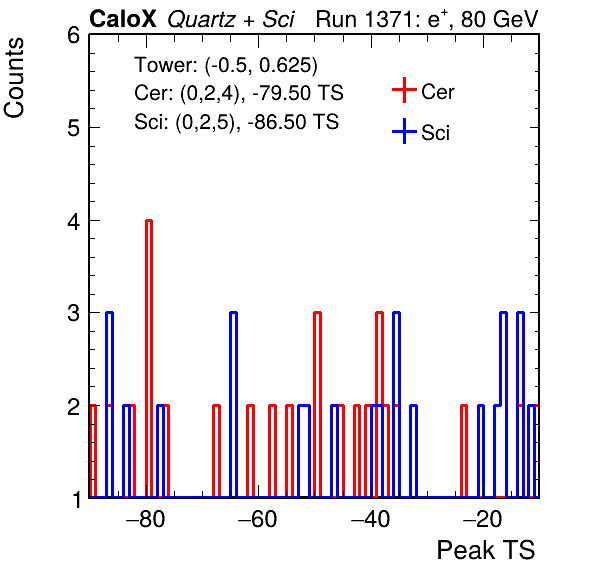 CaloX Quartz + Sci Run 1371: e⁺, 80 GeV
Tower: (-0.5, 0.625)
Cer: (0,2,4), -79.50 TS
Sci: (0,2,5), -86.50 TS
Cer
Sci
Counts
6
5
4
3
2
1
−80 −60 −40 −20
Peak TS